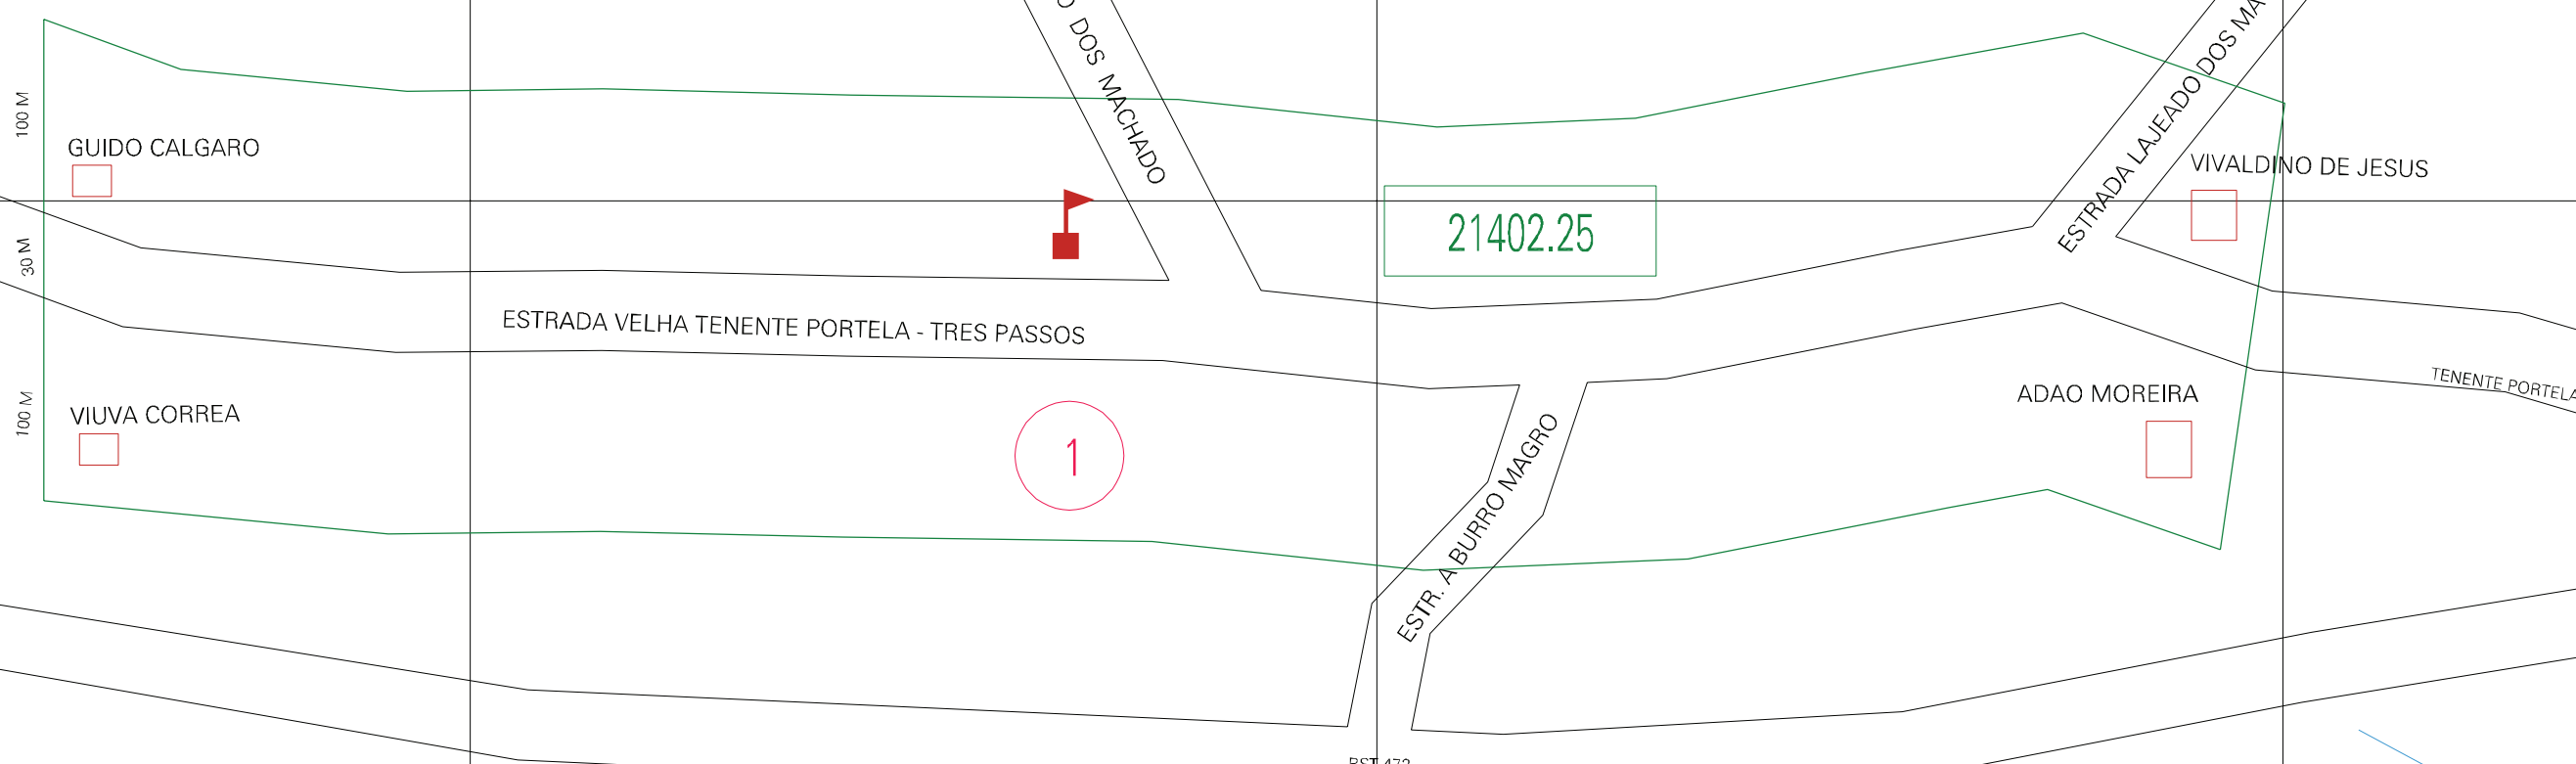 O DOS MACHADO
ESTRADA LAJEADO DOS MA
100 M
GUIDO CALGARO
VIVALDINO DE JESUS
21402.25
30 M
ESTRADA VELHA TENENTE PORTELA - TRES PASSOS
TENENTE PORTELA
100 M
VIUVA CORREA
ADAO MOREIRA
1
ESTR. A BURRO MAGRO